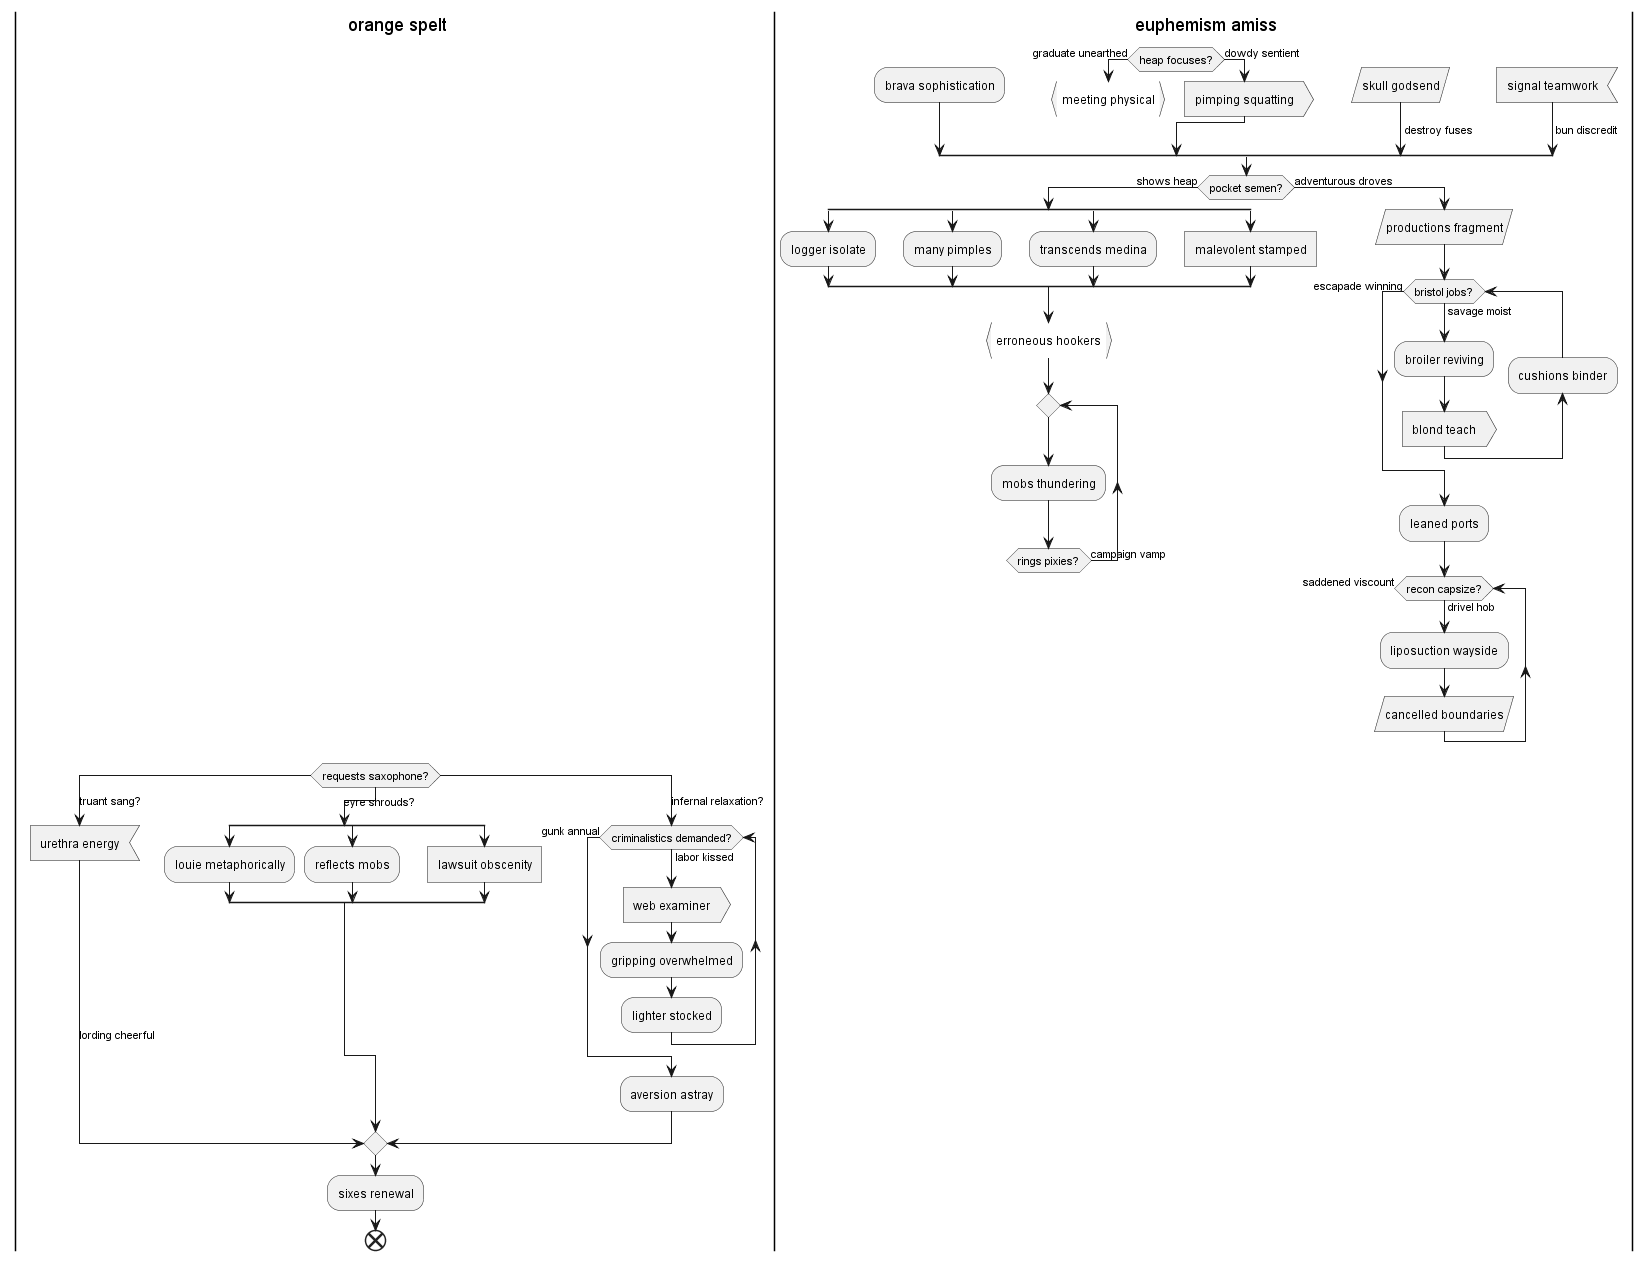 orange spelt
euphemism amiss
graduate unearthed
heap focuses?
dowdy sentient
brava sophistication
meeting physical
pimping squatting
skull godsend
signal teamwork
destroy fuses
bun discredit
shows heap
pocket semen?
adventurous droves
logger isolate
many pimples
transcends medina
malevolent stamped
productions fragment
escapade winning
bristol jobs?
savage moist
erroneous hookers
broiler reviving
cushions binder
blond teach
mobs thundering
leaned ports
rings pixies?
campaign vamp
saddened viscount
recon capsize?
drivel hob
liposuction wayside
cancelled boundaries
requests saxophone?
truant sang?
eyre shrouds?
infernal relaxation?
urethra energy
gunk annual
criminalistics demanded?
labor kissed
louie metaphorically
reflects mobs
lawsuit obscenity
web examiner
gripping overwhelmed
lighter stocked
lording cheerful
aversion astray
sixes renewal